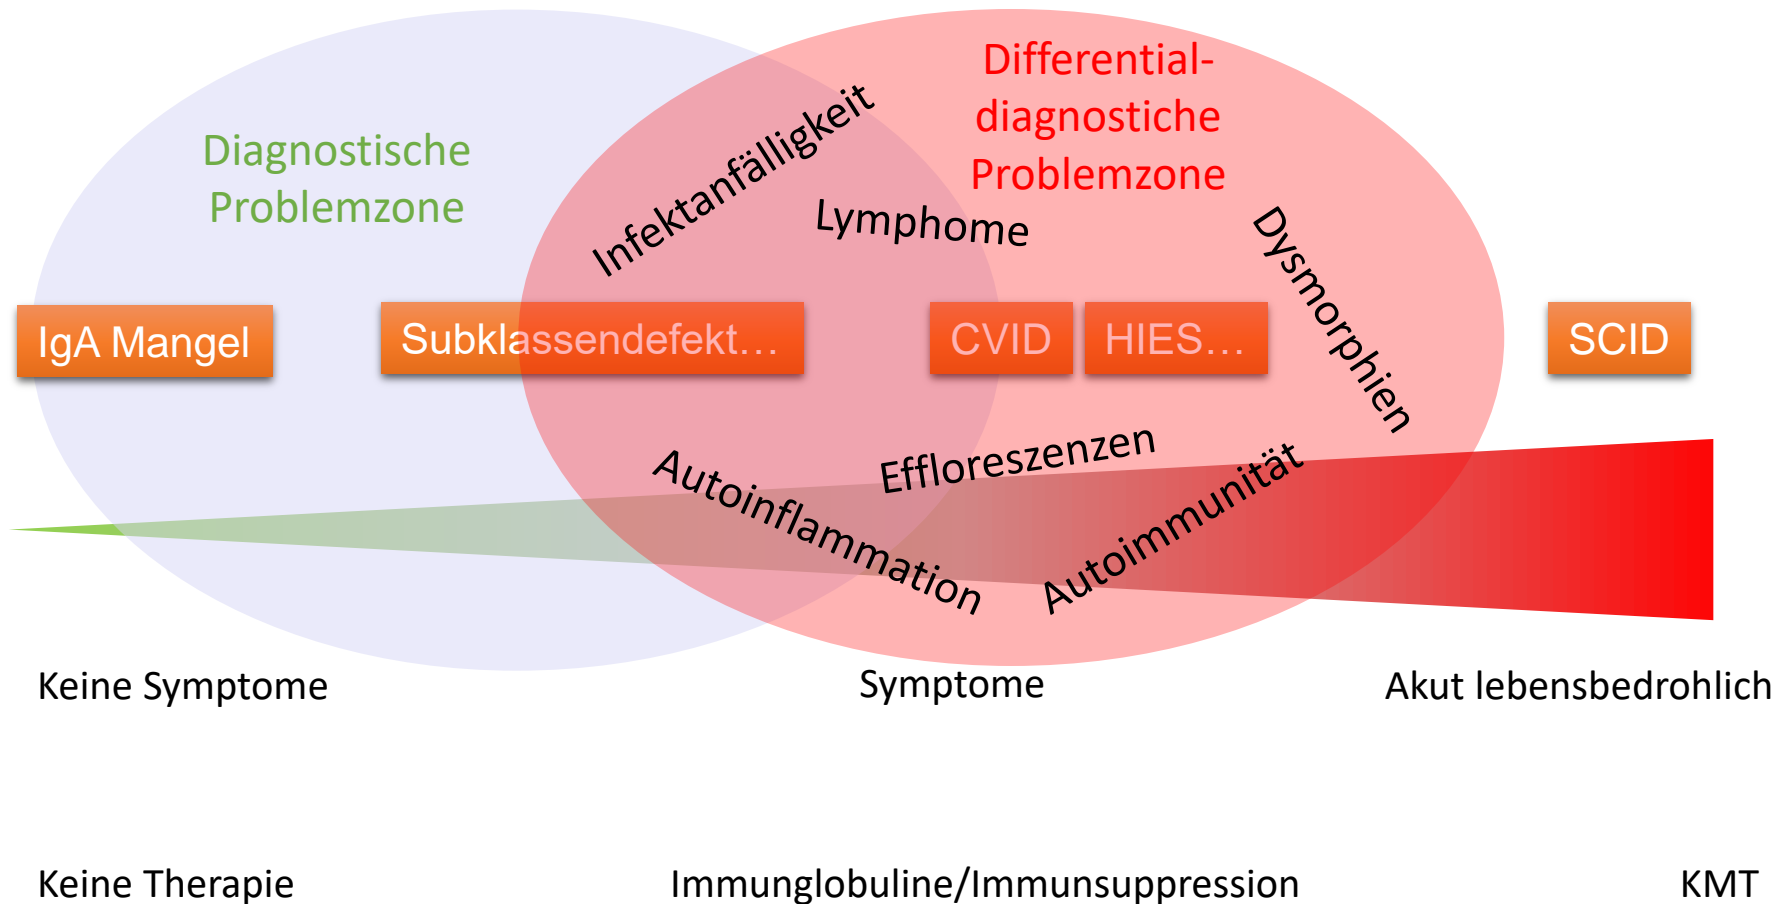 Differential-
diagnostiche
Problemzone
Diagnostische
Problemzone
Infektanfälligkeit
Lymphome
Dysmorphien
IgA Mangel
Subklassendefekt…
CVID
HIES…
SCID
Effloreszenzen
Autoinflammation
Autoimmunität
Keine Symptome
Symptome
Akut lebensbedrohlich
Keine Therapie
Immunglobuline/Immunsuppression
KMT